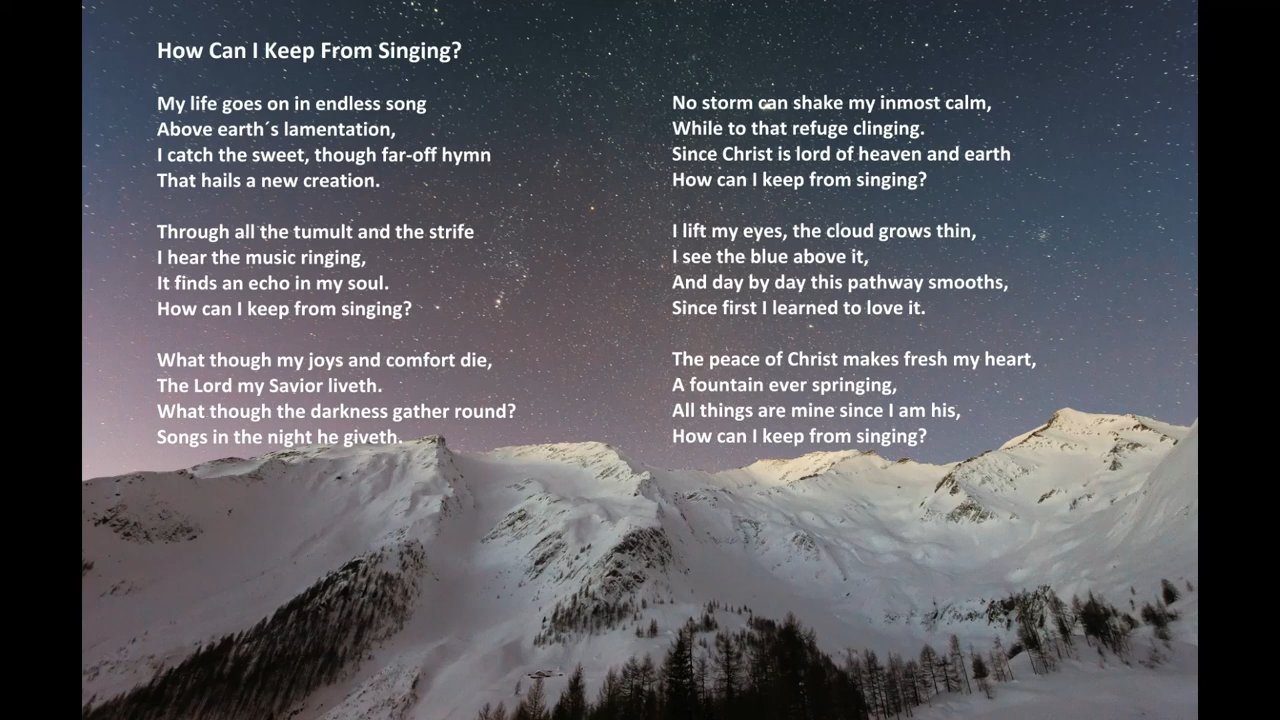 How Can I Keep From Singing?
My life goes on in endless song
Above earth´s lamentation,
I catch the sweet, though far-off hymn
That hails a new creation.
Through all the tumult and the strife
I hear the music ringing,
It finds an echo in my soul.
How can I keep from singing?
What though my joys and comfort die,
The Lord my Savior liveth.
What though the darkness gather round?
Songs in the night he giveth.
No storm can shake my inmost calm,
While to that refuge clinging.
Since Christ is lord of heaven and earth
How can I keep from singing?
I lift my eyes, the cloud grows thin,
I see the blue above it,
And day by day this pathway smooths,
Since first I learned to love it.
The peace of Christ makes fresh my heart,
A fountain ever springing,
All things are mine since I am his,
How can I keep from singing?